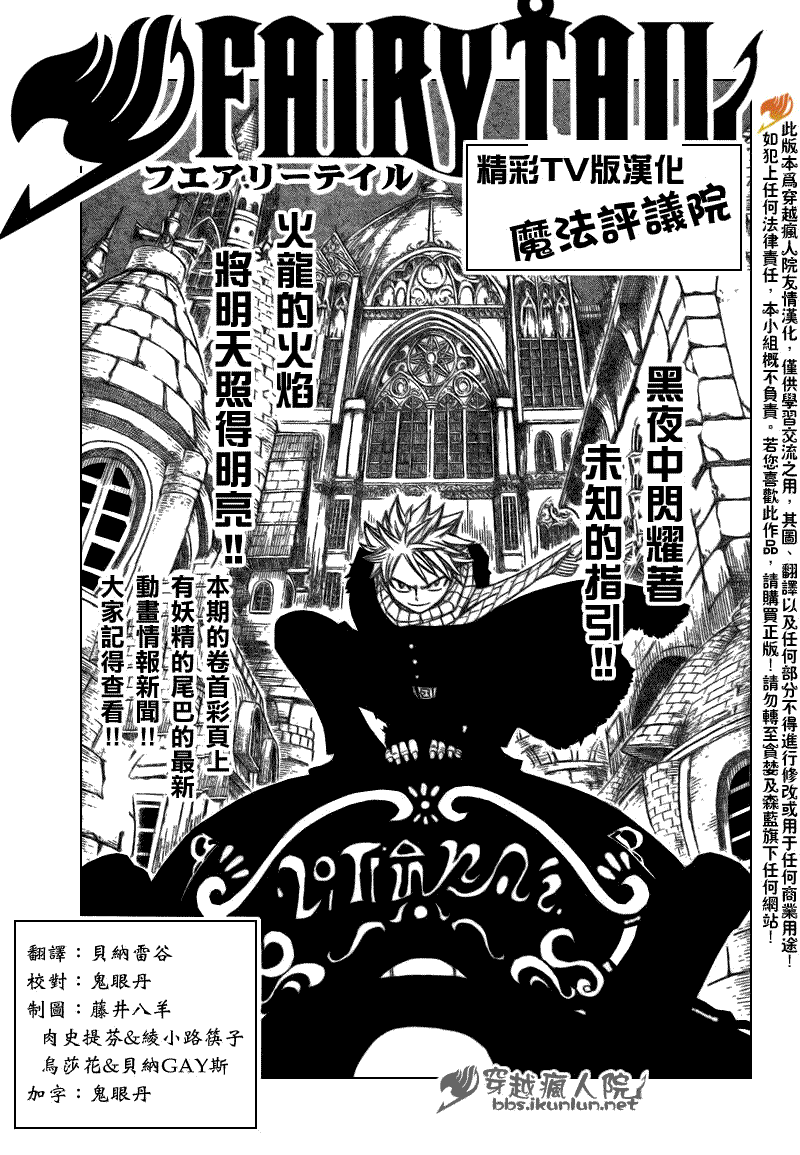 FAIRY TAIL
フェアリーテイル
精彩TV版漢化
魔法評議院
黑夜中閃耀著
未知的指引!!
火龍的火焰
將明天照得明亮!!
本期的卷首彩頁上
有妖精的尾巴的最新
動畫情報新聞!!
大家記得查看!!
此版本爲穿越瘋人院友情漢化，僅供學習交流之用，其圖、翻譯以及任何部分不得進行修改或用于任何商業用途！
如犯上任何法律責任，本小組概不負責。若您喜歡此作品，請購買正版！請勿轉至貪婪及森藍旗下任何網站！
翻譯：貝納雷谷
校對：鬼眼丹
制圖：藤井八羊
肉史提芬&綾小路筷子
烏莎花&貝納GAY斯
加字：鬼眼丹
穿越瘋人院
bbs.ikunlun.net